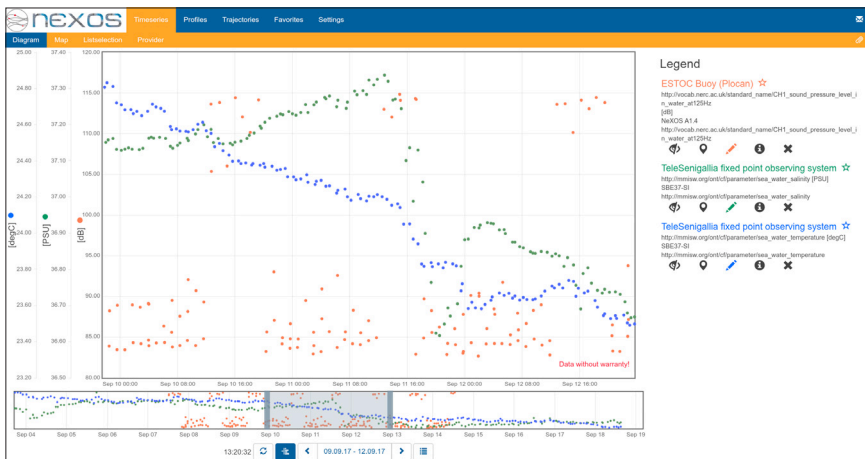 nexos Timeseries Profiles Trajectories Favorites Settings
Diagram Map Listselection Provider
25.00 37.40 120.00
24.80 37.30 115.00
24.60 37.20 110.00
24.40 37.10 105.00
24.20 37.00 100.00
24.00 36.90 95.00
23.80 36.80 90.00
23.60 36.70 85.00
23.40 36.60 80.00
23.20 36.50
[degC] [PSU] [dB]
Data without warranty!
Sep 10 00:00 Sep 10 08:00 Sep 10 16:00 Sep 11 00:00 Sep 11 08:00 Sep 11 16:00 Sep 12 00:00 Sep 12 08:00 Sep 12 16:00
Sep 04 Sep 05 Sep 06 Sep 07 Sep 08 Sep 09 Sep 10 Sep 11 Sep 12 Sep 13 Sep 14 Sep 15 Sep 16 Sep 17 Sep 18 Sep 19
13:20:32 09.09.17 - 12.09.17
Legend
ESTOC Buoy (Plocan)
http://vocab.nerc.ac.uk/standard_name/CH1_sound_pressure_level_i
n_water_at125Hz
[dB]
NeXOS A1.4
http://vocab.nerc.ac.uk/standard_name/CH1_sound_pressure_level_i
n_water_at125Hz
TeleSenigallia fixed point observing system
http://mmisw.org/ont/cf/parameter/sea_water_salinity [PSU]
SBE37-SI
http://mmisw.org/ont/cf/parameter/sea_water_salinity
TeleSenigallia fixed point observing system
http://mmisw.org/ont/cf/parameter/sea_water_temperature [degC]
SBE37-SI
http://mmisw.org/ont/cf/parameter/sea_water_temperature